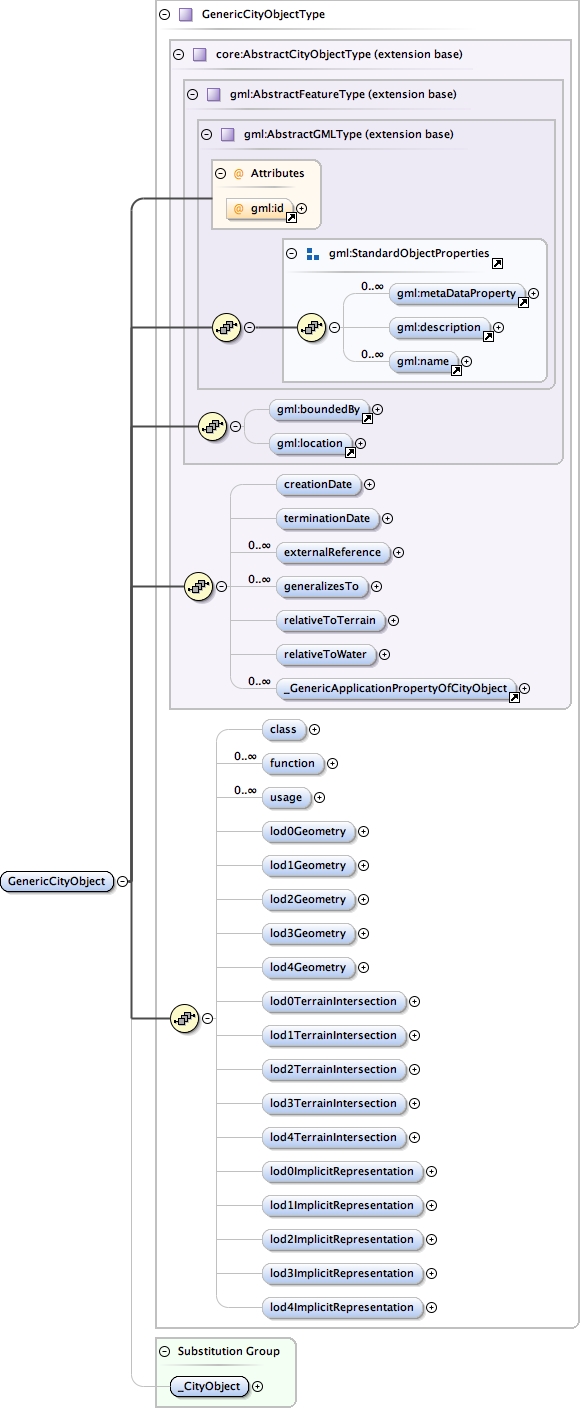 GenericCityObjectType
core:AbstractCityObjectType (extension base)
gml:AbstractFeatureType (extension base)
gml:AbstractGMLType (extension base)
@ Attributes
@ gml:id
gml:StandardObjectProperties
0..∞
gml:metaDataProperty
gml:description
0..∞
gml:name
gml:boundedBy
gml:location
creationDate
terminationDate
0..∞
externalReference
0..∞
generalizesTo
relativeToTerrain
relativeToWater
0..∞
_GenericApplicationPropertyOfCityObject
class
0..∞
function
0..∞
usage
lod0Geometry
lod1Geometry
GenericCityObject
lod2Geometry
lod3Geometry
lod4Geometry
lod0TerrainIntersection
lod1TerrainIntersection
lod2TerrainIntersection
lod3TerrainIntersection
lod4TerrainIntersection
lod0ImplicitRepresentation
lod1ImplicitRepresentation
lod2ImplicitRepresentation
lod3ImplicitRepresentation
lod4ImplicitRepresentation
Substitution Group
_CityObject